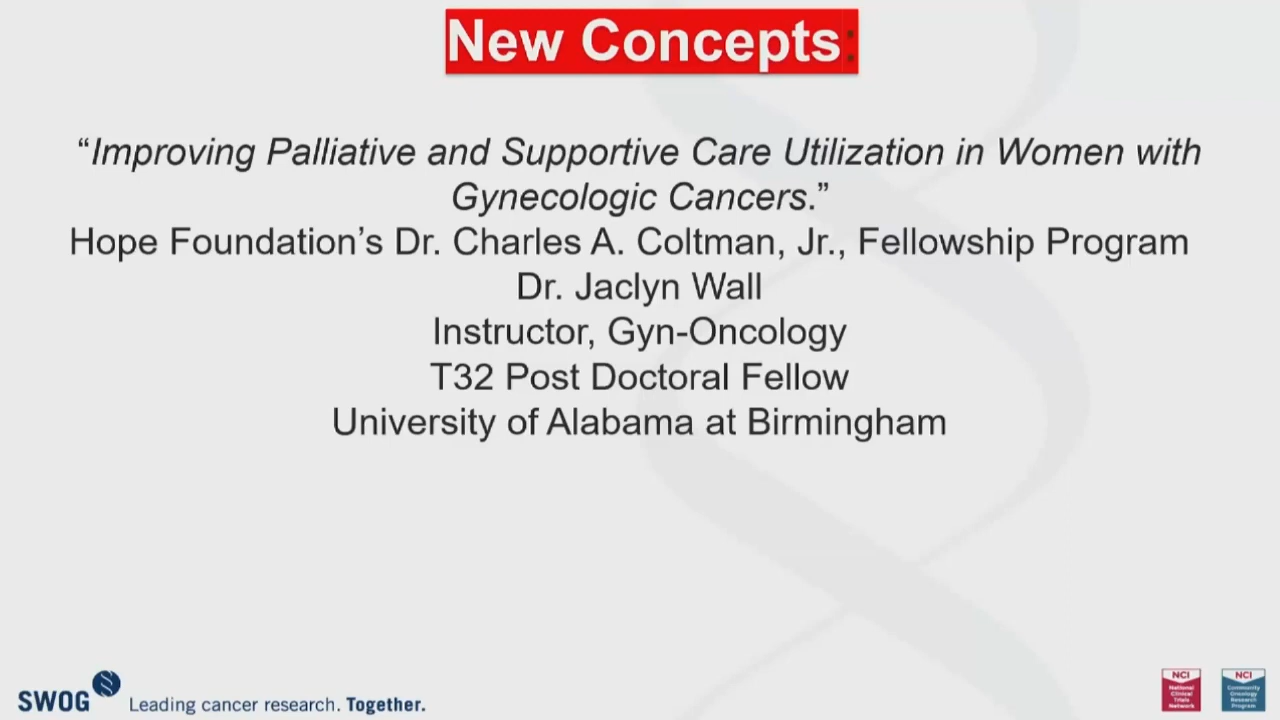 New Concepts:
“Improving Palliative and Supportive Care Utilization in Women with
Gynecologic Cancers.”
Hope Foundation’s Dr. Charles A. Coltman, Jr., Fellowship Program
Dr. Jaclyn Wall
Instructor, Gyn-Oncology
T32 Post Doctoral Fellow
University of Alabama at Birmingham
SWOG Leading cancer research. Together.
NCI
National
Clinical
Trials
Network
NCI
Community
Oncology
Research
Program